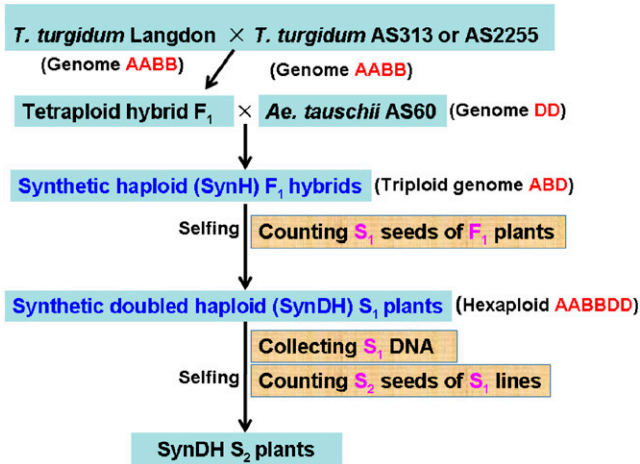 T. turgidum Langdon × T. turgidum AS313 or AS2255
(Genome AABB) (Genome AABB)
Tetraploid hybrid F1 × Ae. tauschii AS60 (Genome DD)
Synthetic haploid (SynH) F1 hybrids (Triploid genome ABD)
Selfing Counting S1 seeds of F1 plants
Synthetic doubled haploid (SynDH) S1 plants (Hexaploid AABBDD)
Collecting S1 DNA
Selfing Counting S2 seeds of S1 lines
SynDH S2 plants